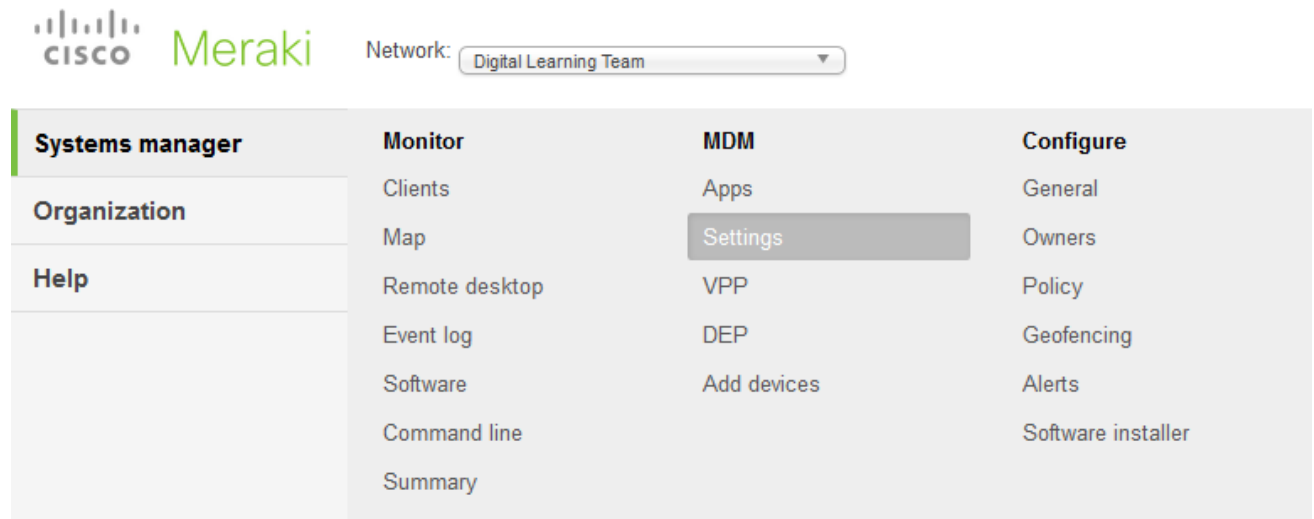 CISCO Meraki Network: Digital Learning Team
Systems manager
Organization
Help
Monitor
Clients
Map
Remote desktop
Event log
Software
Command line
Summary
MDM
Apps
Settings
VPP
DEP
Add devices
Configure
General
Owners
Policy
Geofencing
Alerts
Software installer